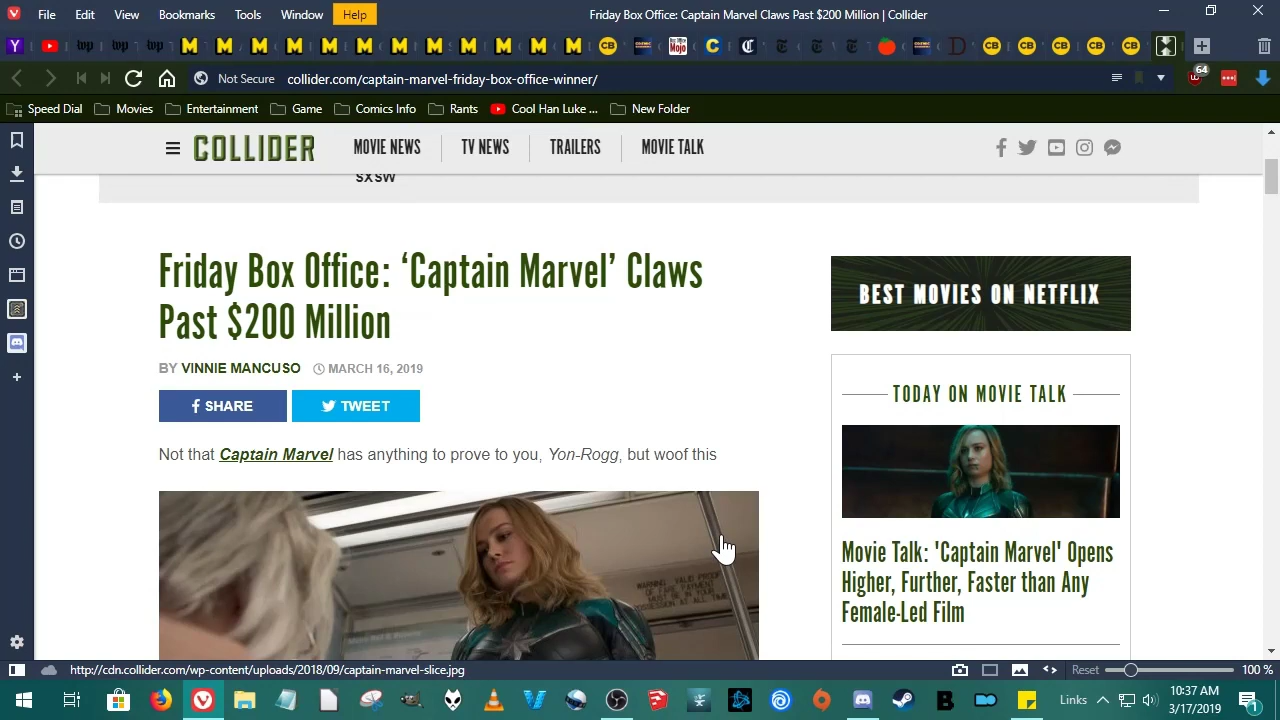 File Edit View Bookmarks Tools Window Help
Friday Box Office: Captain Marvel Claws Past $200 Million | Collider
Not Secure collider.com/captain-marvel-friday-box-office-winner/
64
Speed Dial Movies Entertainment Game Comics Info Rants Cool Han Luke ... New Folder
COLLIDER MOVIE NEWS TV NEWS TRAILERS MOVIE TALK
SXSW
Friday Box Office: ‘Captain Marvel’ Claws
Past $200 Million
BY VINNIE MANCUSO MARCH 16, 2019
SHARE TWEET
Not that Captain Marvel has anything to prove to you, Yon-Rogg, but woof this
BEST MOVIES ON NETFLIX
TODAY ON MOVIE TALK
Movie Talk: 'Captain Marvel' Opens
Higher, Further, Faster than Any
Female-Led Film
http://cdn.collider.com/wp-content/uploads/2018/09/captain-marvel-slice.jpg
Reset 100 %
Links 10:37 AM
3/17/2019